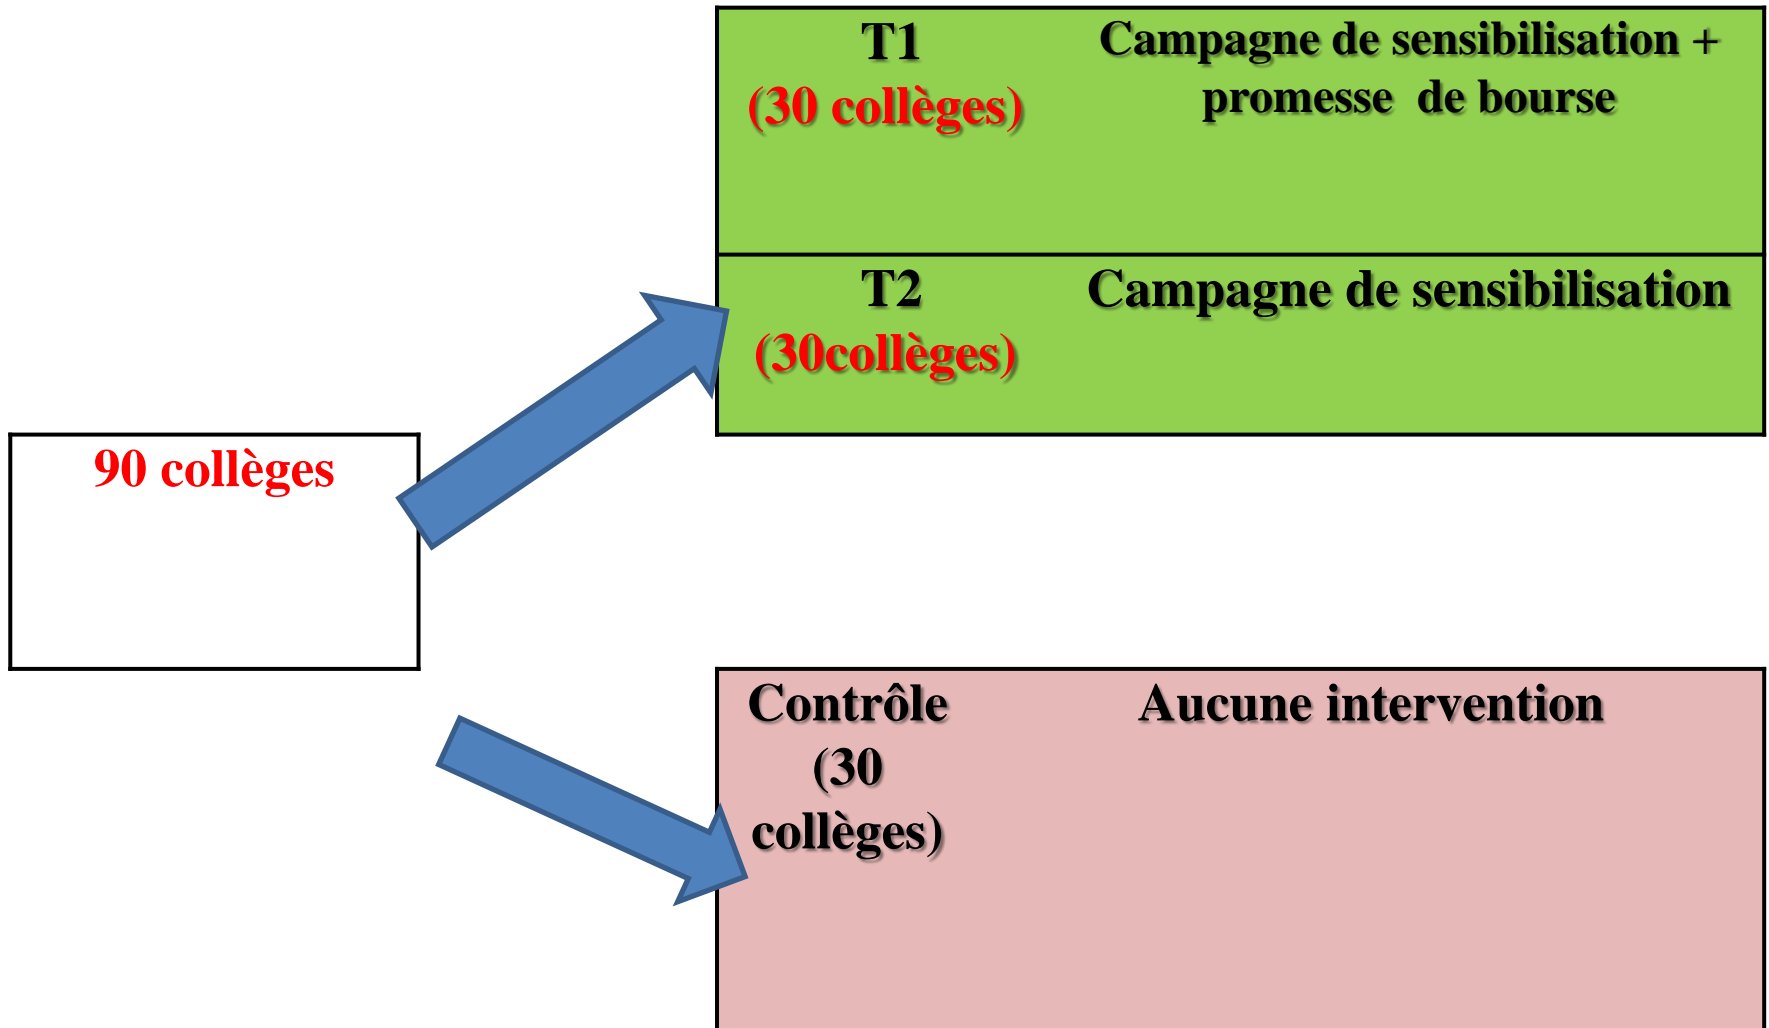 T1
(30 collèges)
Campagne de sensibilisation +
promesse de bourse
T2
(30collèges)
Campagne de sensibilisation
90 collèges
Contrôle
(30
collèges)
Aucune intervention